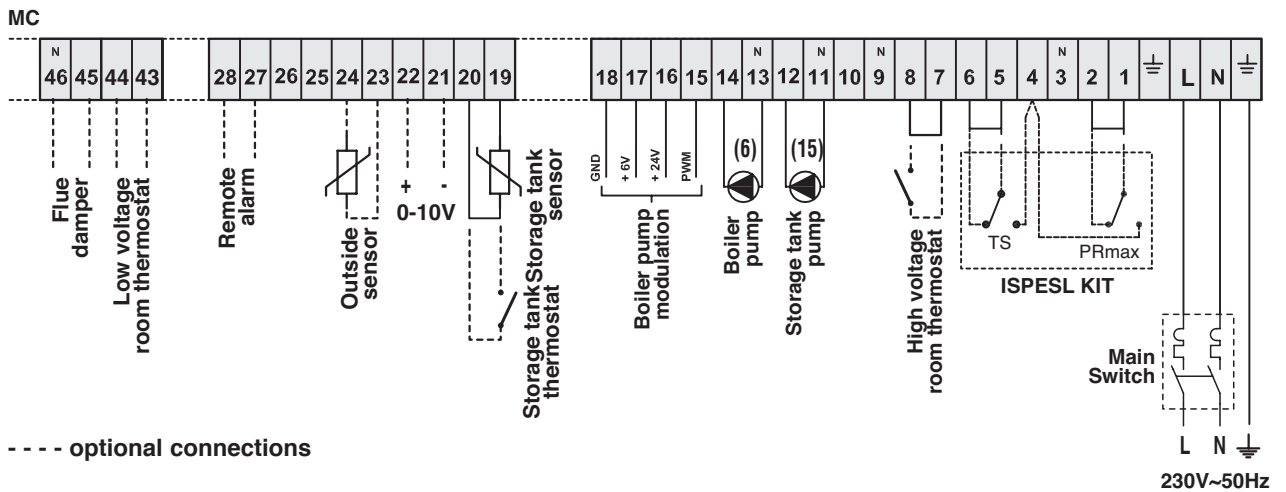 MC
N N N N N
46 45 44 43 28 27 26 25 24 23 22 21 20 19 18 17 16 15 14 13 12 11 10 9 8 7 6 5 4 3 2 1 L N
Flue
damper
Low voltage
room thermostat
Remote
alarm
Outside
sensor
+ -
0-10V
Storage tank
sensor
Storage tank
thermostat
GND
+ 6V
+ 24V
PWM
Boiler pump
modulation
(6)
Boiler
pump
(15)
Storage tank
pump
High voltage
room thermostat
TS
PRmax
ISPESL KIT
Main
Switch
L N
230V~50Hz
- - - - optional connections